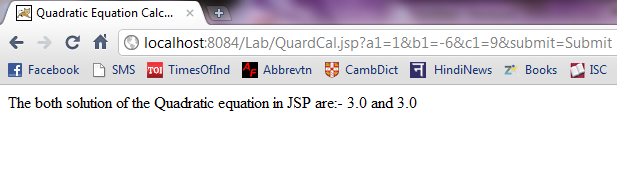 Quadratic Equation Calc...
localhost:8084/Lab/QuardCal.jsp?a1=1&b1=-6&c1=9&submit=Submit
Facebook SMS TOI TimesOfInd AF Abbrevtn CambDict HindiNews Books ISC
The both solution of the Quadratic equation in JSP are:- 3.0 and 3.0